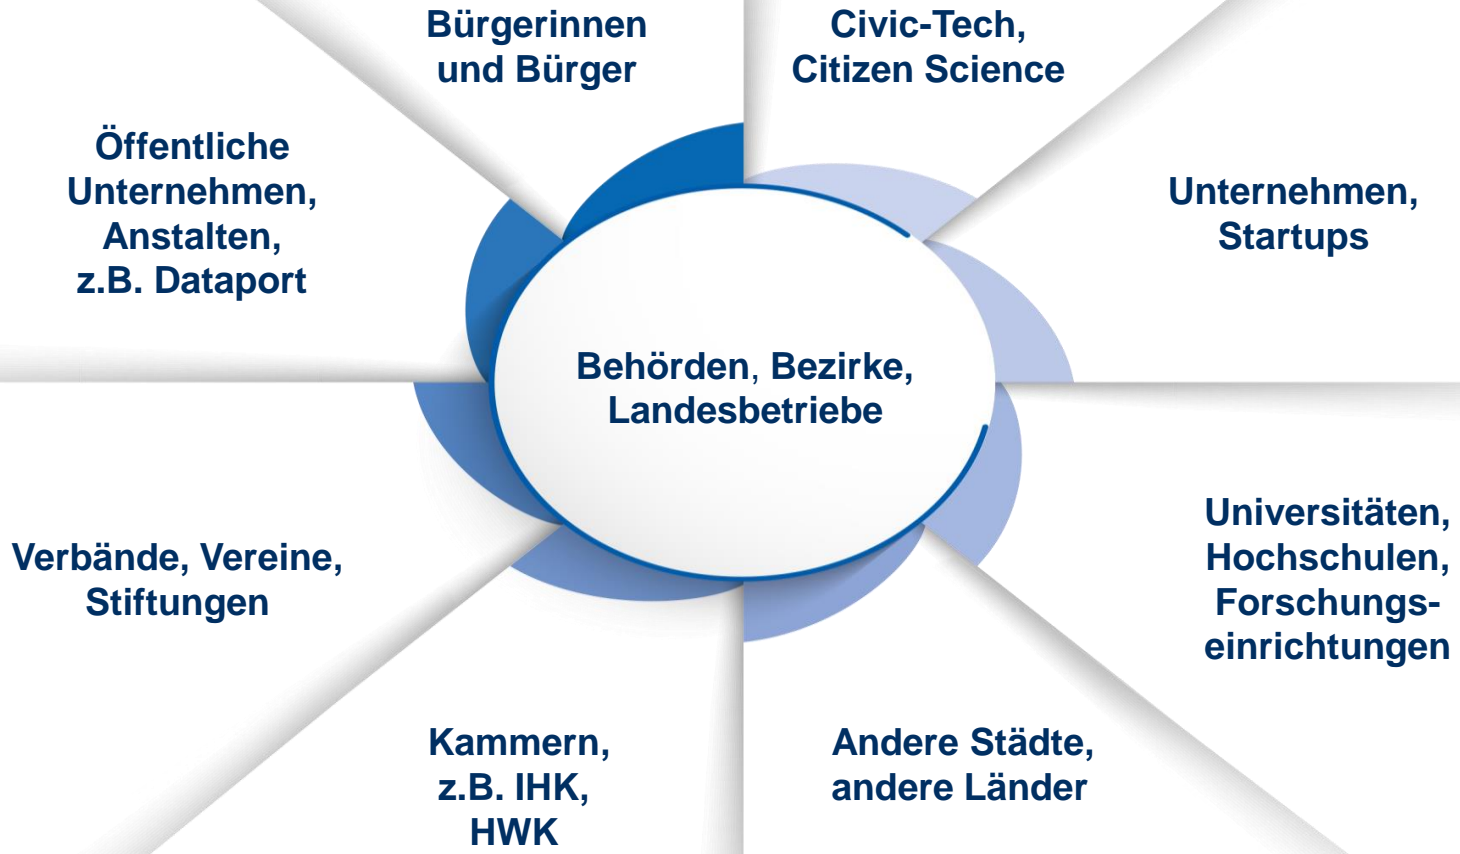 Bürgerinnen
und Bürger
Civic-Tech,
Citizen Science
Öffentliche
Unternehmen,
Anstalten,
z.B. Dataport
Unternehmen,
Startups
Behörden, Bezirke,
Landesbetriebe
Verbände, Vereine,
Stiftungen
Universitäten,
Hochschulen,
Forschungs-
einrichtungen
Kammern,
z.B. IHK,
HWK
Andere Städte,
andere Länder